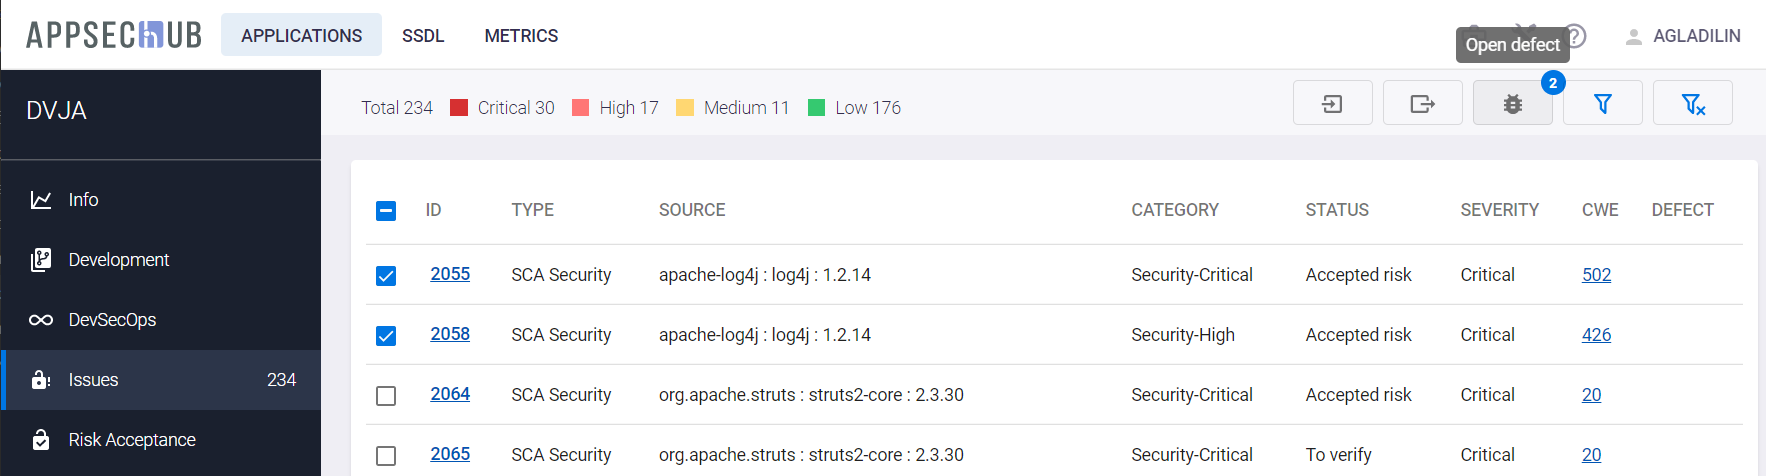 APPSECHUB APPLICATIONS SSDL METRICS Open defect AGLADILIN
DVJA
Total 234 Critical 30 High 17 Medium 11 Low 176 2
Info
Development
DevSecOps
Issues 234
Risk Acceptance
ID TYPE SOURCE CATEGORY STATUS SEVERITY CWE DEFECT
2055 SCA Security apache-log4j : log4j : 1.2.14 Security-Critical Accepted risk Critical 502
2058 SCA Security apache-log4j : log4j : 1.2.14 Security-High Accepted risk Critical 426
2064 SCA Security org.apache.struts : struts2-core : 2.3.30 Security-Critical Accepted risk Critical 20
2065 SCA Security org.apache.struts : struts2-core : 2.3.30 Security-Critical To verify Critical 20